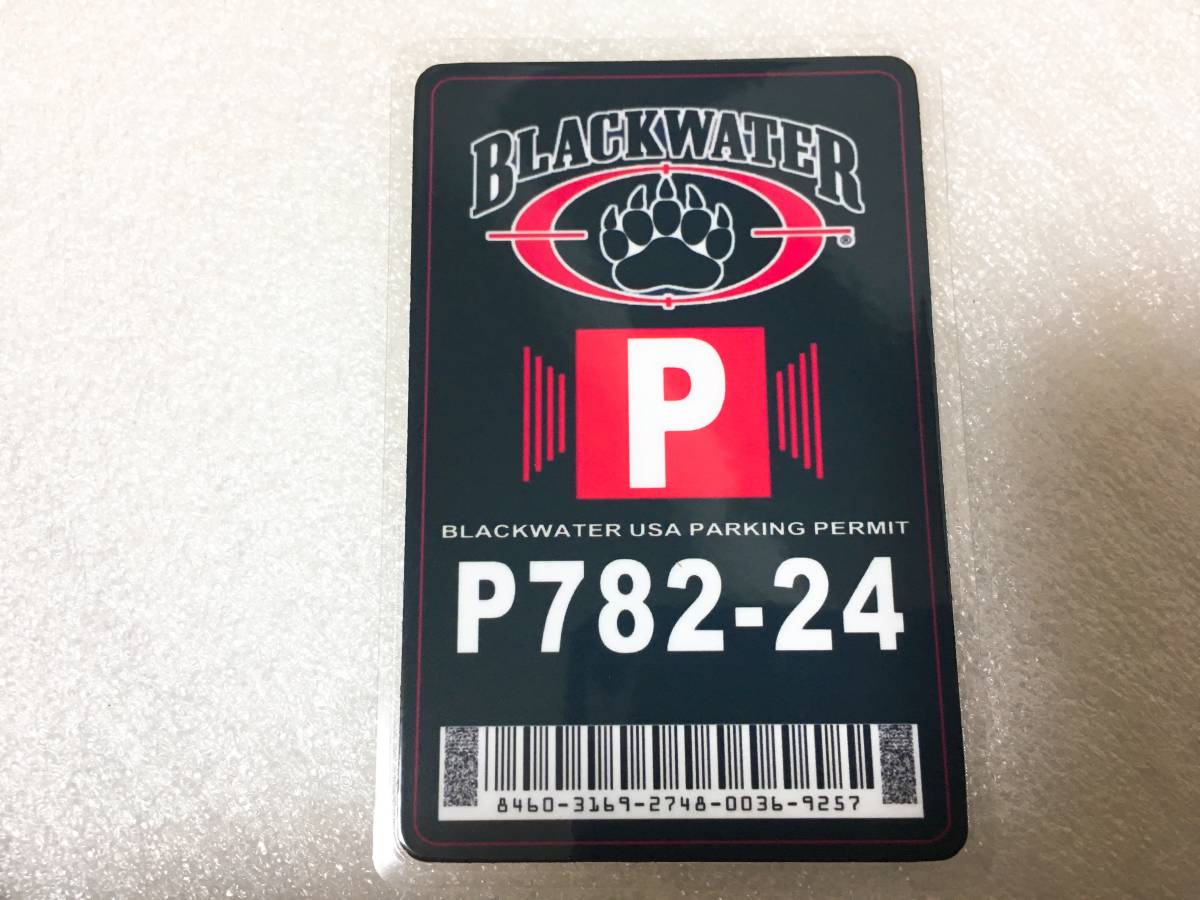 BLACKWATER
®
P
BLACKWATER USA PARKING PERMIT
P782-24
8460-3169-2748-0036-9257